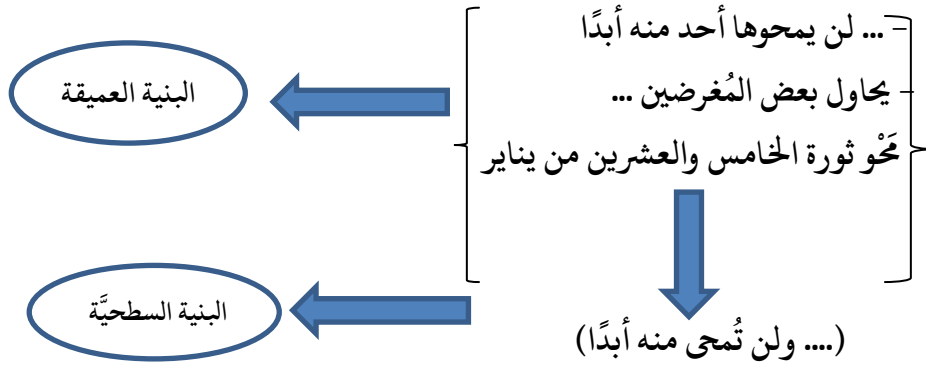 - ... لن يمحوها أحد منه أبدًا
- يحاول بعض المُغرضين ...
مَحْو ثورة الخامس والعشرين من يناير
البنية العميقة
(.... ولن تُمحى منه أبدًا)
البنية السطحيَّة